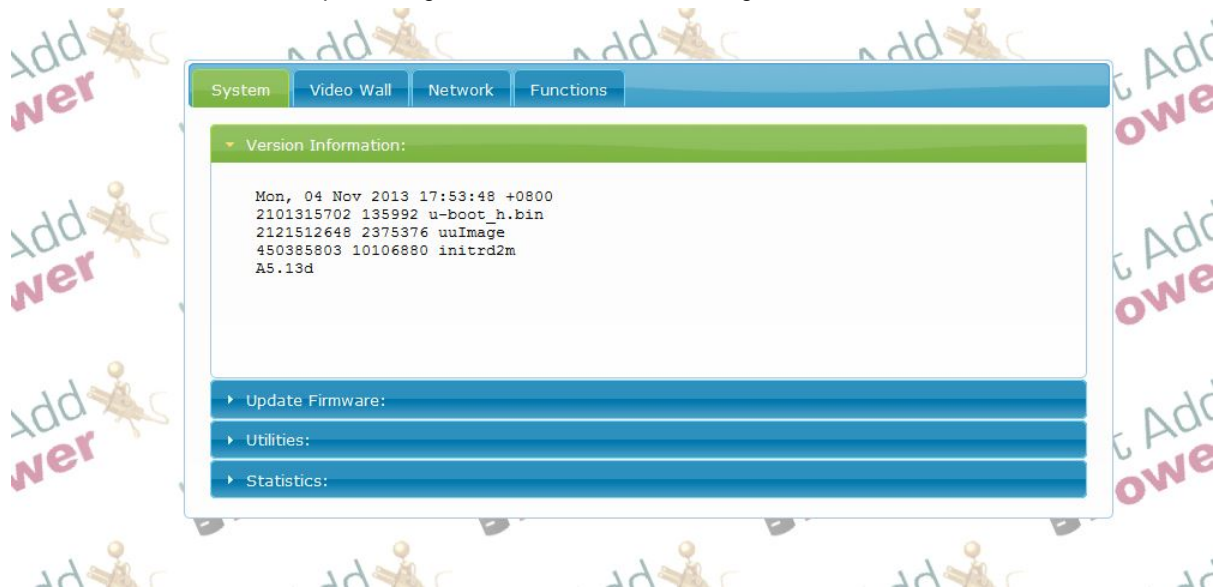 System Video Wall Network Functions
Version Information:
Mon, 04 Nov 2013 17:53:48 +0800
2101315702 135992 u-boot_h.bin
2121512648 2375376 uuImage
450385803 10106880 initrd2m
A5.13d
Update Firmware:
Utilities:
Statistics: